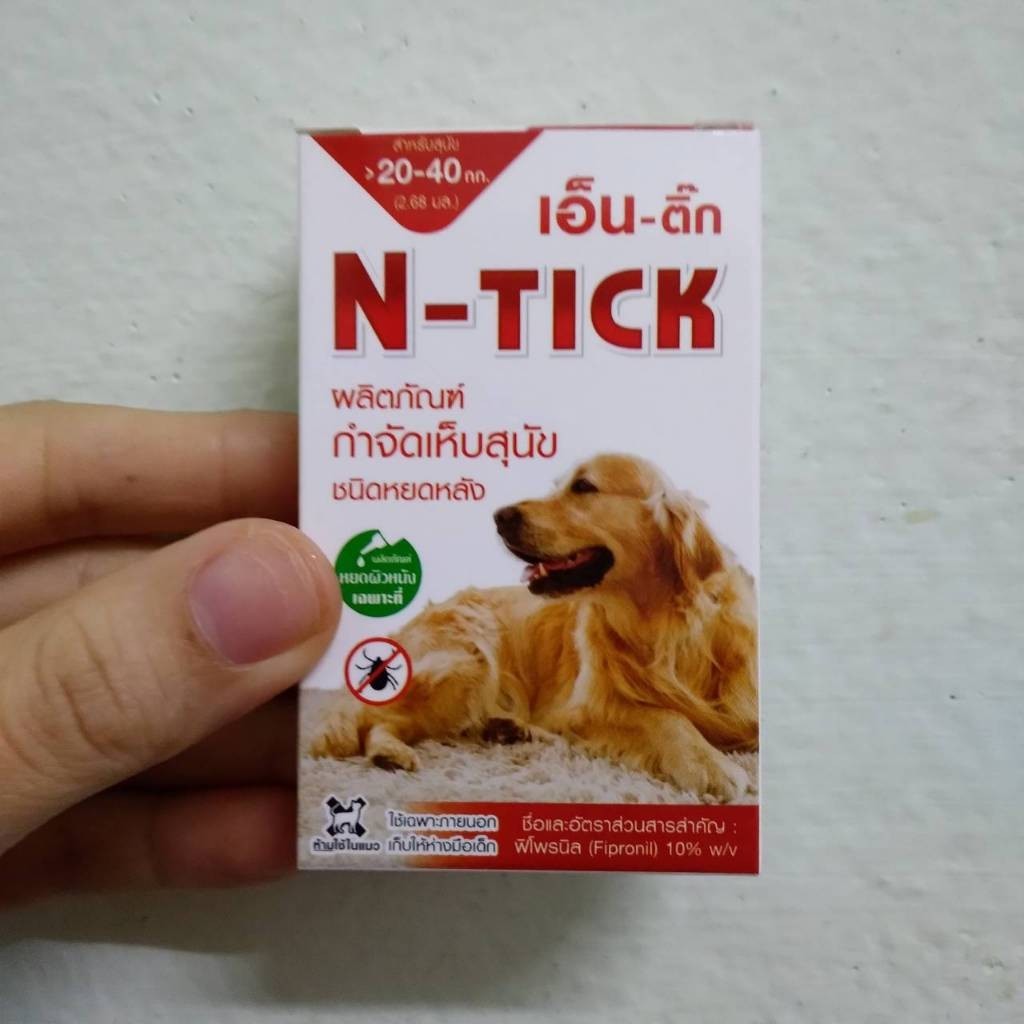 สำหรับสุนัข
>20-40 กก.
(2.68 มล.)
เอ็น-ติ๊ก
N-TICK
ผลิตภัณฑ์
กำจัดเห็บสุนัข
ชนิดหยดหลัง
ผลิตภัณฑ์
หยดผิวหนัง
เฉพาะที่
ห้ามใช้ในแมว
ใช้เฉพาะภายนอก
เก็บให้ห่างมือเด็ก
ชื่อและอัตราส่วนสารสำคัญ :
ฟิโพรนิล (Fipronil) 10% w/v